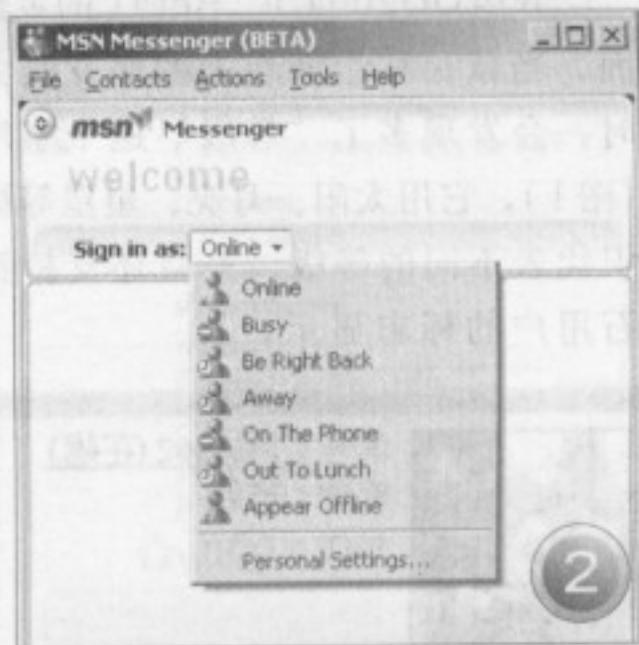 MSN Messenger (BETA)
File Contacts Actions Tools Help
msn Messenger
welcome
Sign in as: Online
Online
Busy
Be Right Back
Away
On The Phone
Out To Lunch
Appear Offline
Personal Settings...
2